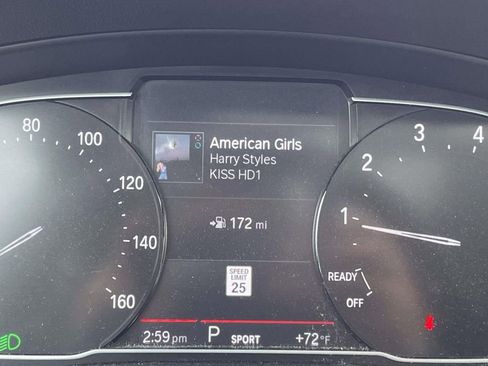 80
100
120
140
160
American Girls
Harry Styles
KISS HD1
172 mi
SPEED
LIMIT
25
1
2
3
4
READY
OFF
2:59 pm
P
SPORT
+72°F